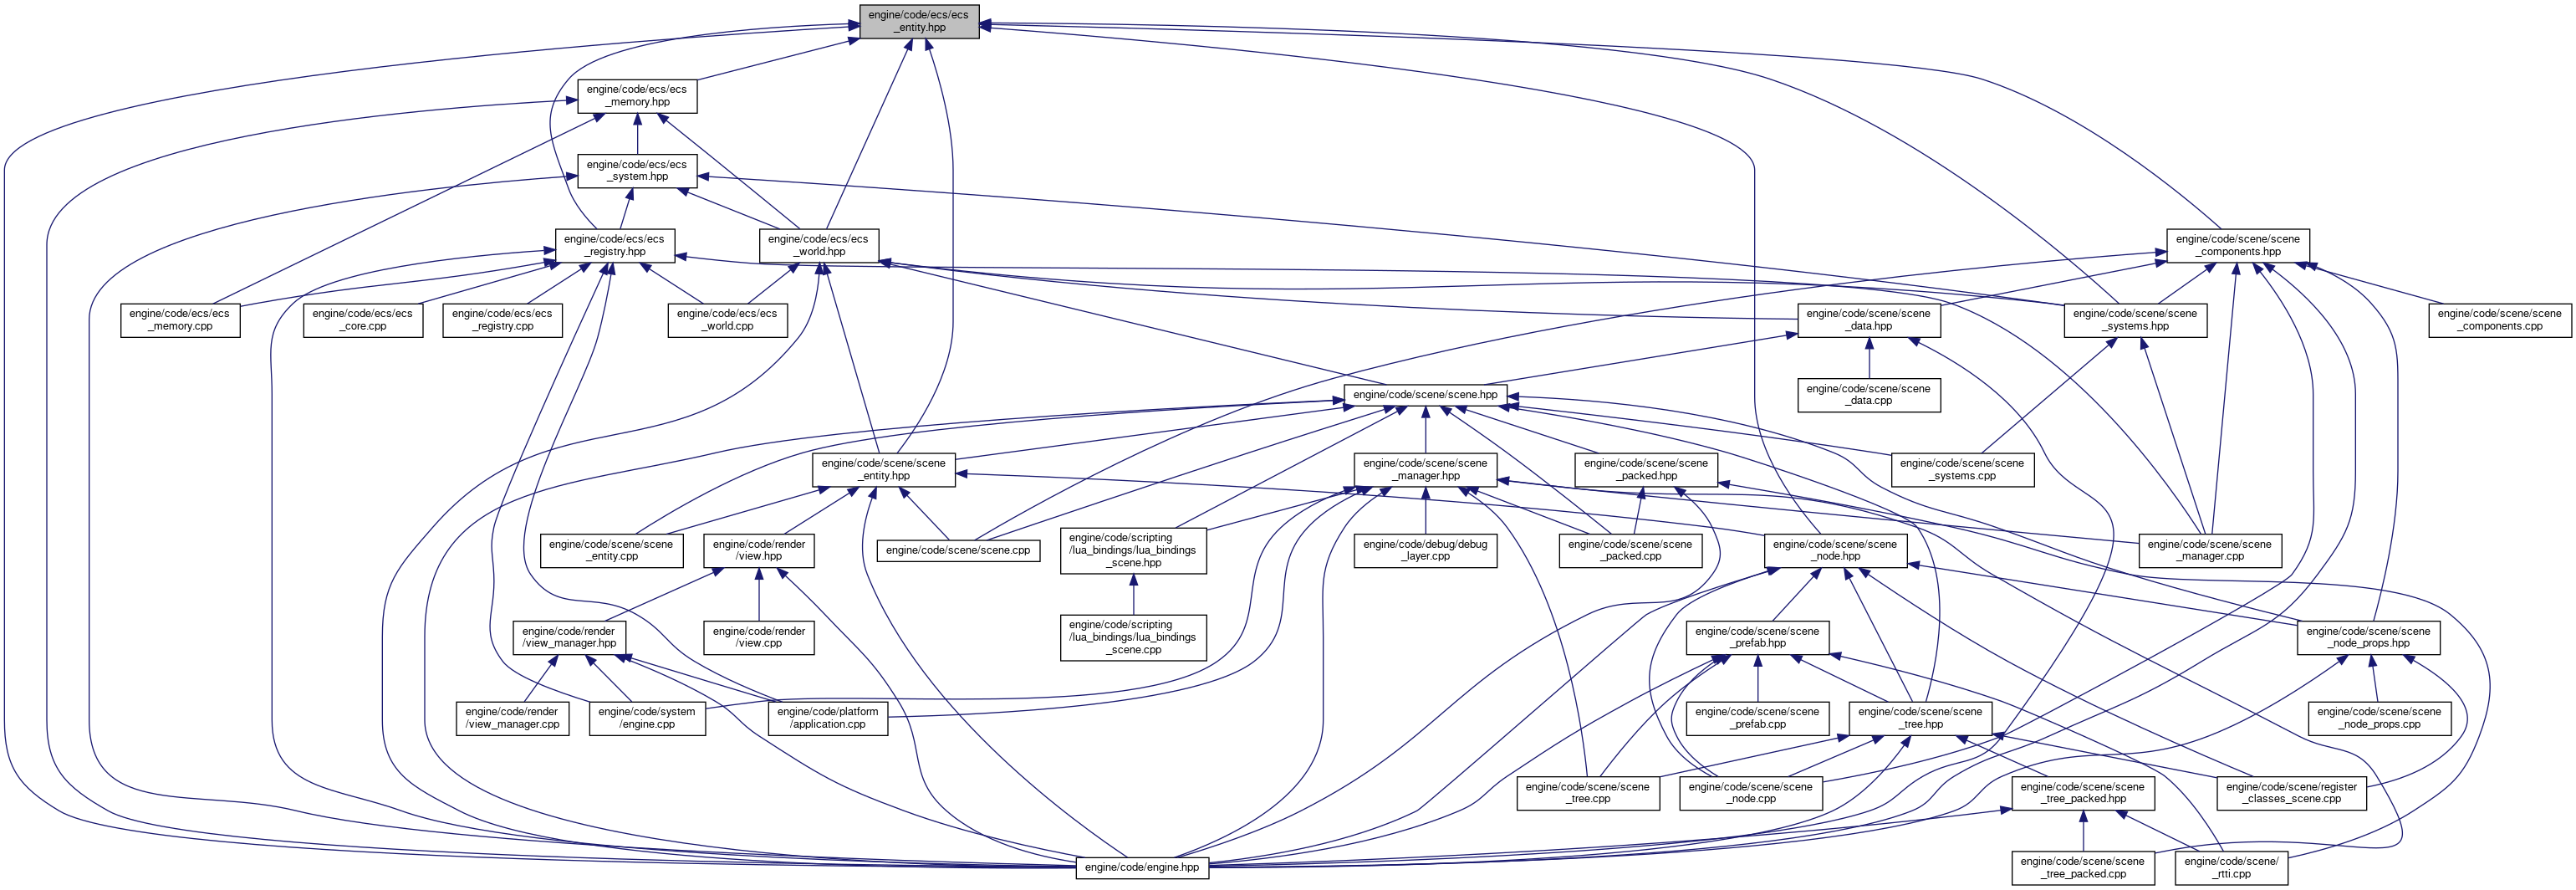 engine/code/ecs/ecs
_entity.hpp
engine/code/ecs/ecs
_memory.hpp
engine/code/ecs/ecs
_system.hpp
engine/code/ecs/ecs
_registry.hpp
engine/code/ecs/ecs
_world.hpp
engine/code/scene/scene
_components.hpp
engine/code/ecs/ecs
_memory.cpp
engine/code/ecs/ecs
_core.cpp
engine/code/ecs/ecs
_registry.cpp
engine/code/ecs/ecs
_world.cpp
engine/code/scene/scene
_data.hpp
engine/code/scene/scene
_systems.hpp
engine/code/scene/scene
_components.cpp
engine/code/scene/scene.hpp
engine/code/scene/scene
_data.cpp
engine/code/scene/scene
_entity.hpp
engine/code/scene/scene
_manager.hpp
engine/code/scene/scene
_packed.hpp
engine/code/scene/scene
_systems.cpp
engine/code/scene/scene
_entity.cpp
engine/code/render
/view.hpp
engine/code/scene/scene.cpp
engine/code/scripting
/lua_bindings/lua_bindings
_scene.hpp
engine/code/debug/debug
_layer.cpp
engine/code/scene/scene
_packed.cpp
engine/code/scene/scene
_node.hpp
engine/code/scene/scene
_manager.cpp
engine/code/render
/view_manager.hpp
engine/code/render
/view.cpp
engine/code/scripting
/lua_bindings/lua_bindings
_scene.cpp
engine/code/scene/scene
_prefab.hpp
engine/code/scene/scene
_node_props.hpp
engine/code/render
/view_manager.cpp
engine/code/system
/engine.cpp
engine/code/platform
/application.cpp
engine/code/scene/scene
_prefab.cpp
engine/code/scene/scene
_tree.hpp
engine/code/scene/scene
_node_props.cpp
engine/code/scene/scene
_tree.cpp
engine/code/scene/scene
_node.cpp
engine/code/scene/scene
_tree_packed.hpp
engine/code/scene/register
_classes_scene.cpp
engine/code/engine.hpp
engine/code/scene/scene
_tree_packed.cpp
engine/code/scene/
_rtti.cpp